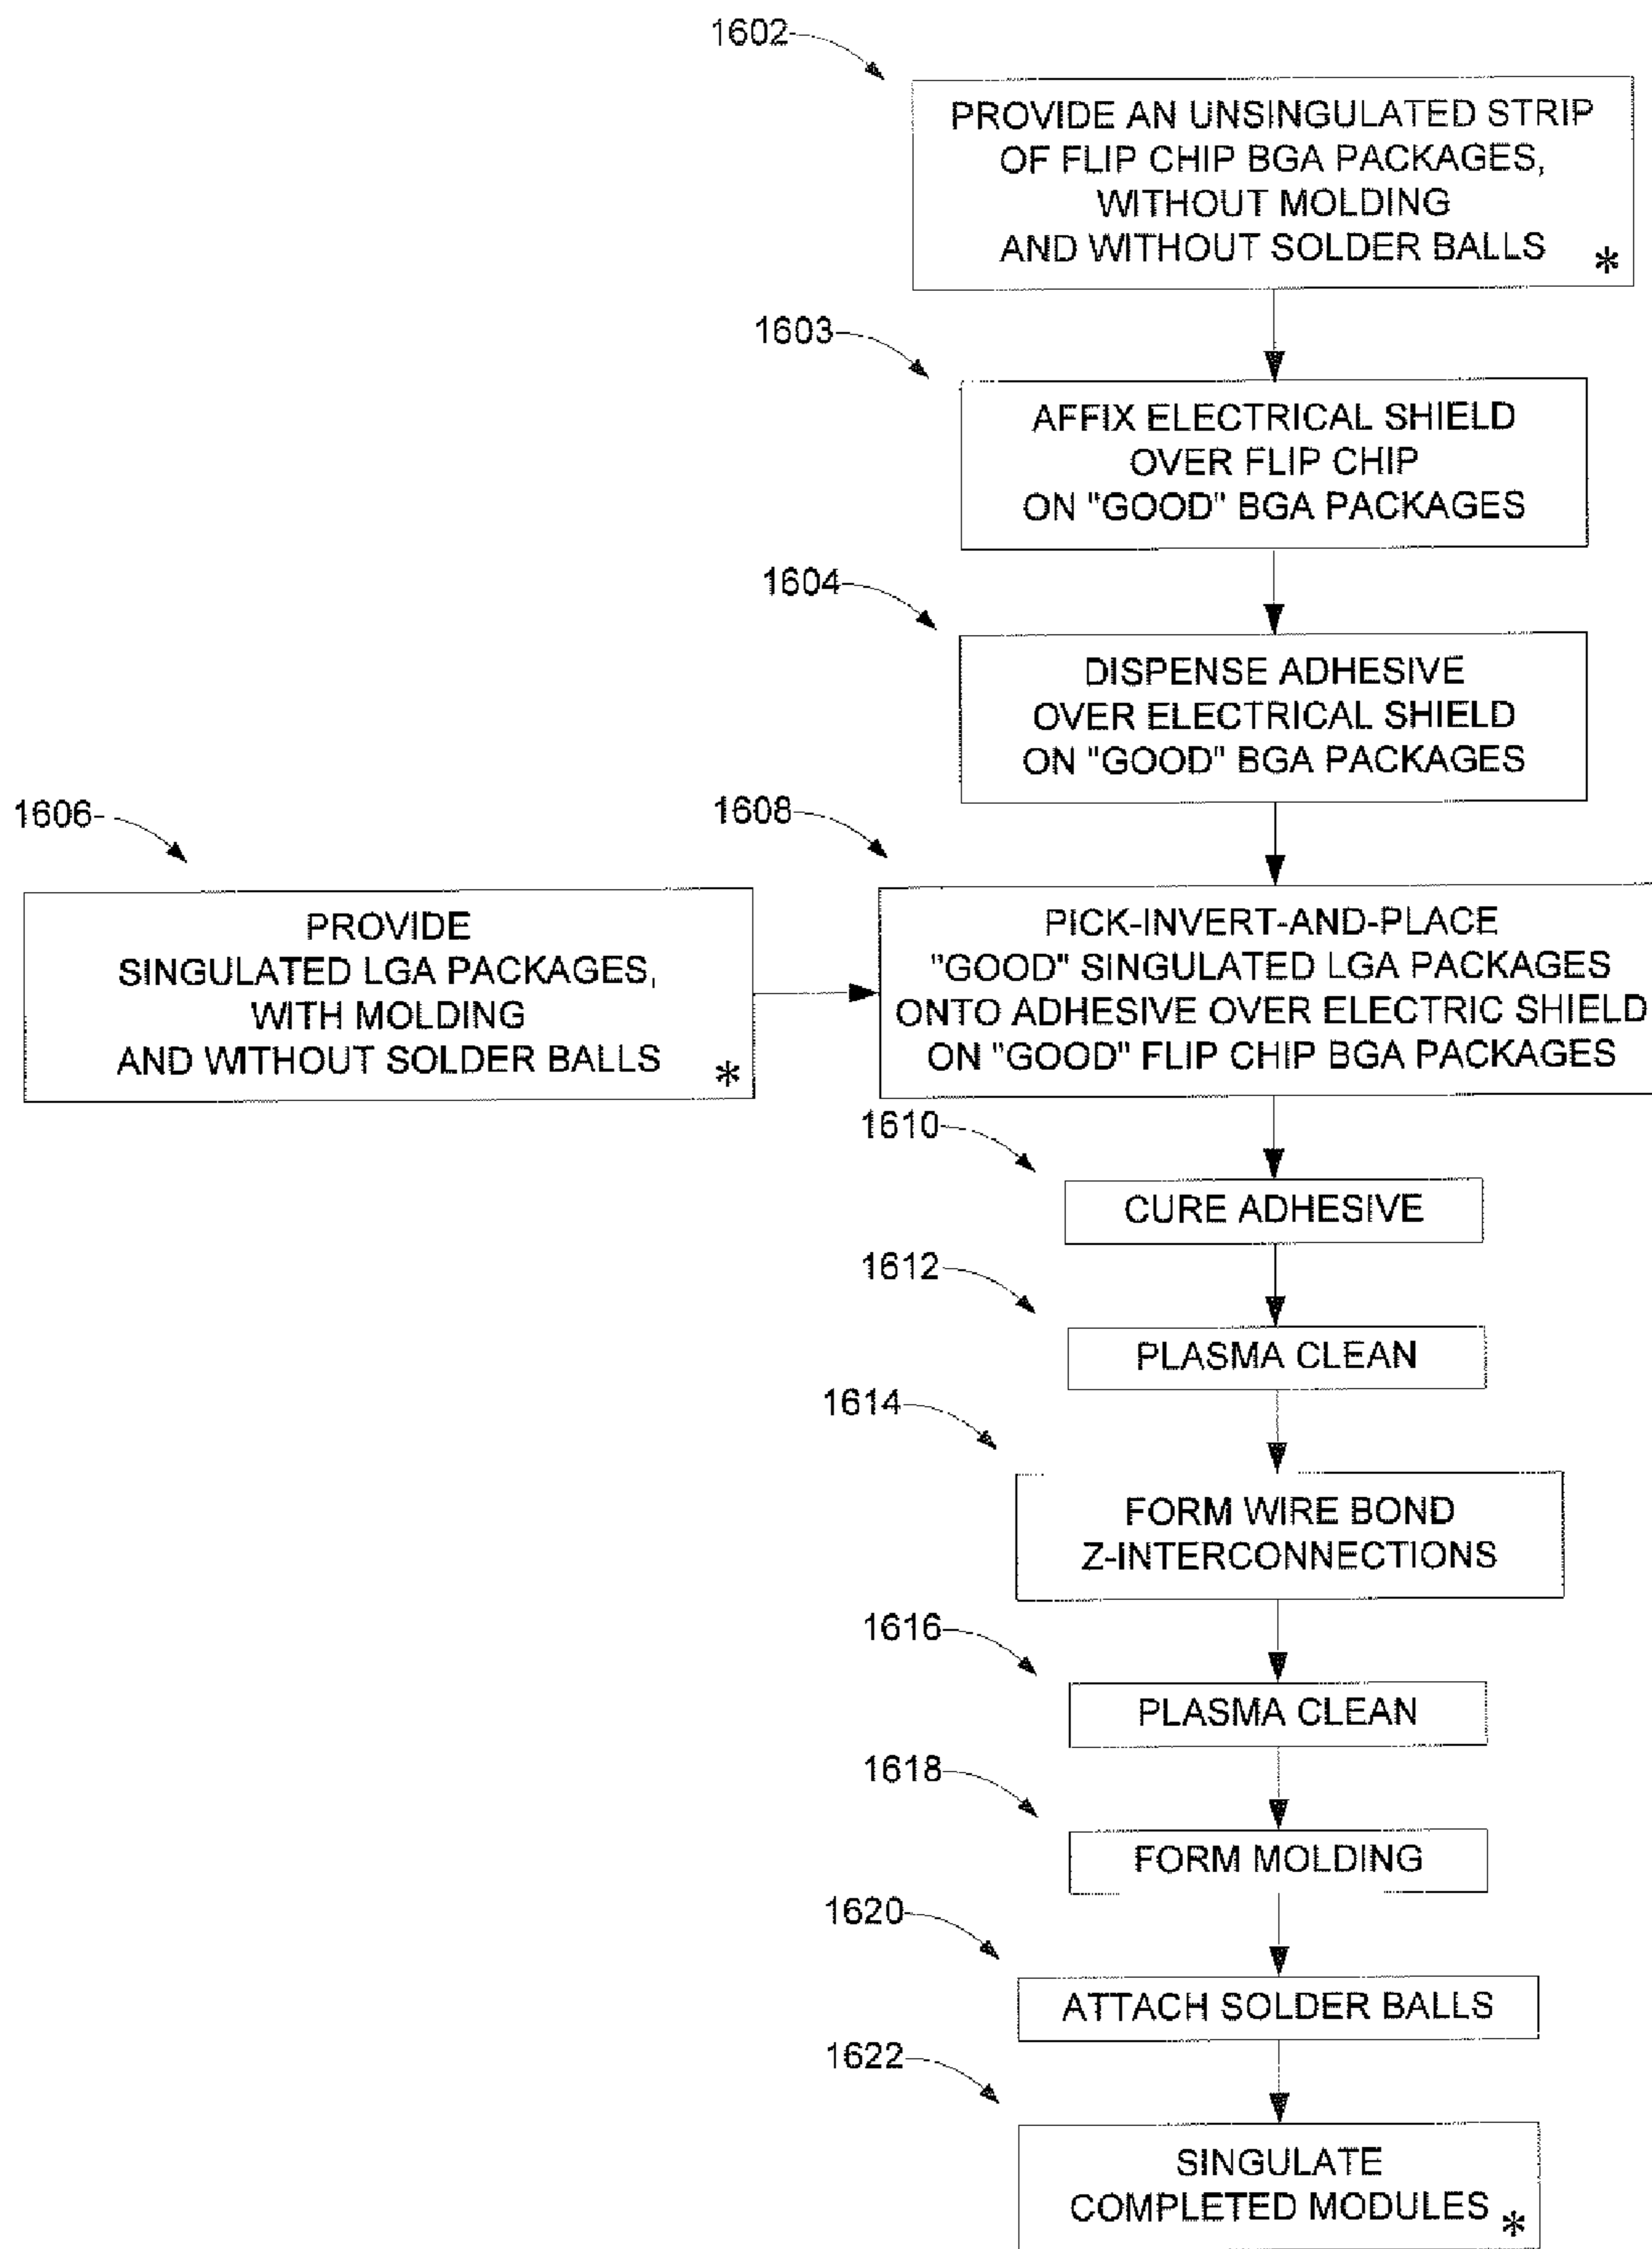 1602
PROVIDE AN UNSINGULATED STRIP
OF FLIP CHIP BGA PACKAGES,
WITHOUT MOLDING
AND WITHOUT SOLDER BALLS *
1603
AFFIX ELECTRICAL SHIELD
OVER FLIP CHIP
ON "GOOD" BGA PACKAGES
1604
DISPENSE ADHESIVE
OVER ELECTRICAL SHIELD
ON "GOOD" BGA PACKAGES
1606
PROVIDE
SINGULATED LGA PACKAGES,
WITH MOLDING
AND WITHOUT SOLDER BALLS *
1608
PICK-INVERT-AND-PLACE
"GOOD" SINGULATED LGA PACKAGES
ONTO ADHESIVE OVER ELECTRIC SHIELD
ON "GOOD" FLIP CHIP BGA PACKAGES
1610
CURE ADHESIVE
1612
PLASMA CLEAN
1614
FORM WIRE BOND
Z-INTERCONNECTIONS
1616
PLASMA CLEAN
1618
FORM MOLDING
1620
ATTACH SOLDER BALLS
1622
SINGULATE
COMPLETED MODULES *